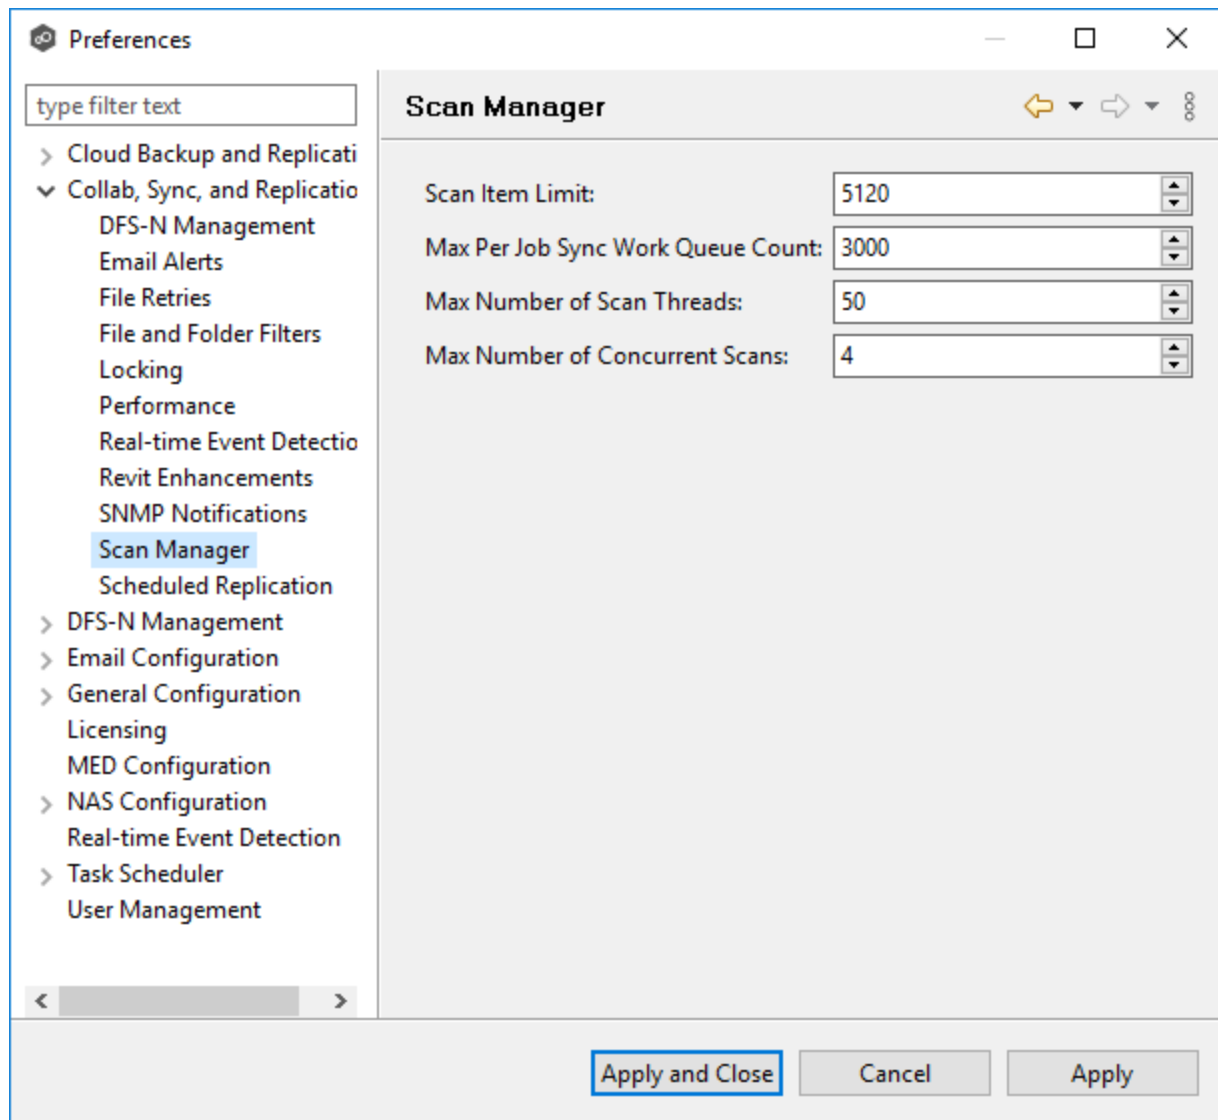 Preferences
type filter text
Cloud Backup and Replicati
Collab, Sync, and Replicatio
DFS-N Management
Email Alerts
File Retries
File and Folder Filters
Locking
Performance
Real-time Event Detectio
Revit Enhancements
SNMP Notifications
Scan Manager
Scheduled Replication
DFS-N Management
Email Configuration
General Configuration
Licensing
MED Configuration
NAS Configuration
Real-time Event Detection
Task Scheduler
User Management
Scan Manager
Scan Item Limit: 5120
Max Per Job Sync Work Queue Count: 3000
Max Number of Scan Threads: 50
Max Number of Concurrent Scans: 4
Apply and Close Cancel Apply